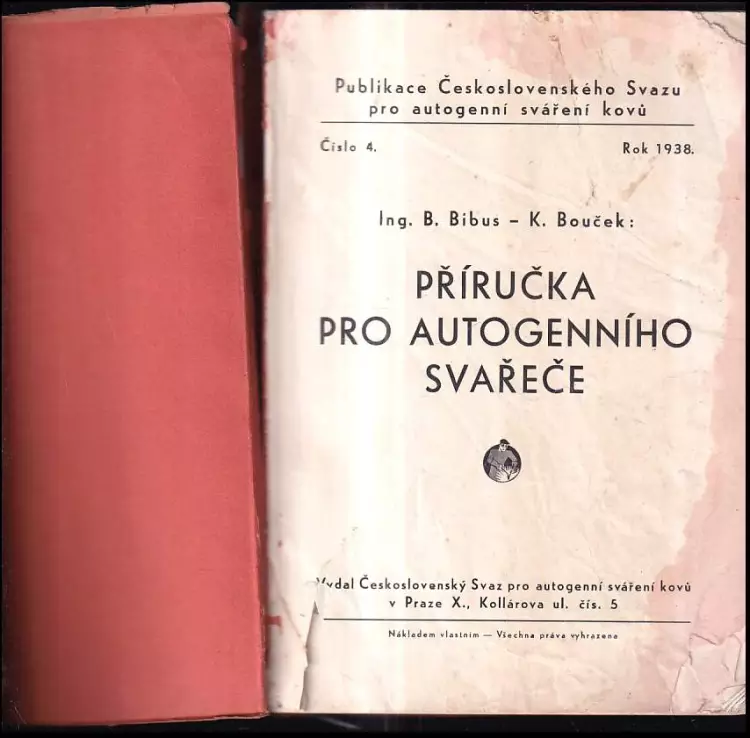 Publikace Československého Svazu
pro autogenní sváření kovů
Číslo 4. Rok 1938.
Ing. B. Bibus – K. Bouček:
PŘÍRUČKA
PRO AUTOGENNÍHO
SVAŘEČE
Vydal Československý Svaz pro autogenní sváření kovů
v Praze X., Kollárova ul. čís. 5
Nákladem vlastním — Všechna práva vyhrazena